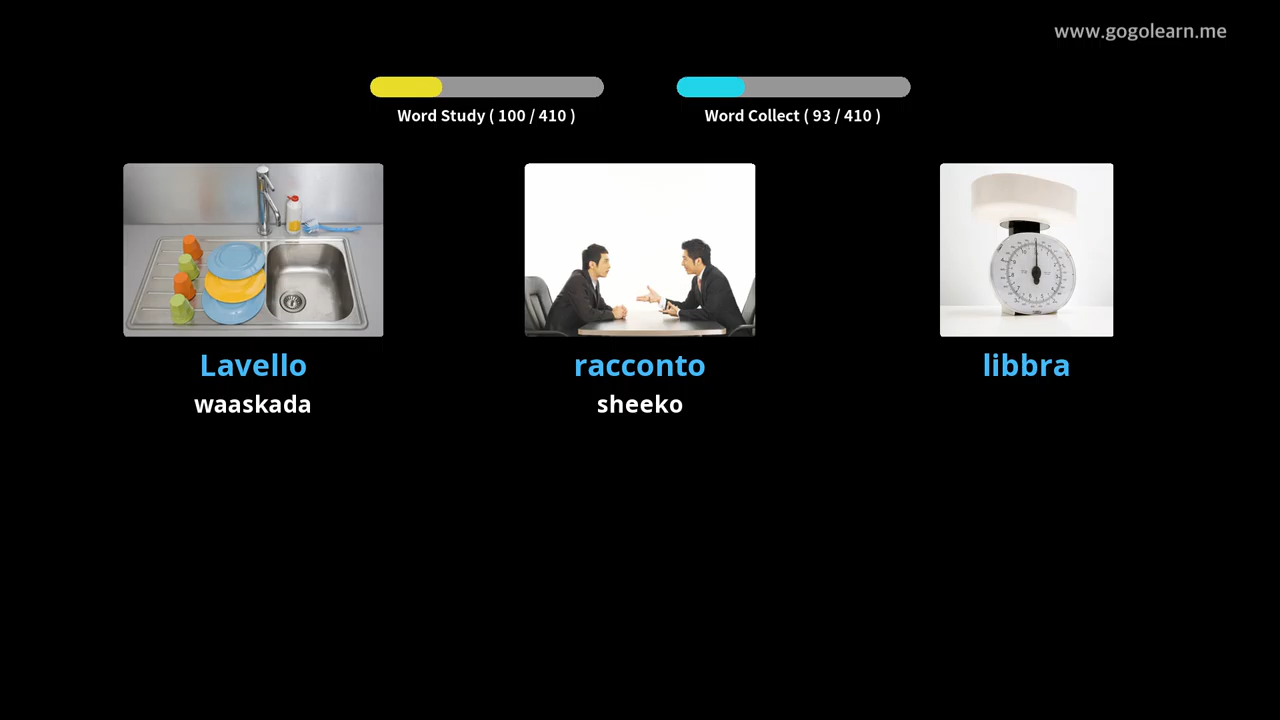 www.gogolearn.me
Word Study ( 100 / 410 )
Word Collect ( 93 / 410 )
Lavello
waaskada
racconto
sheeko
libbra